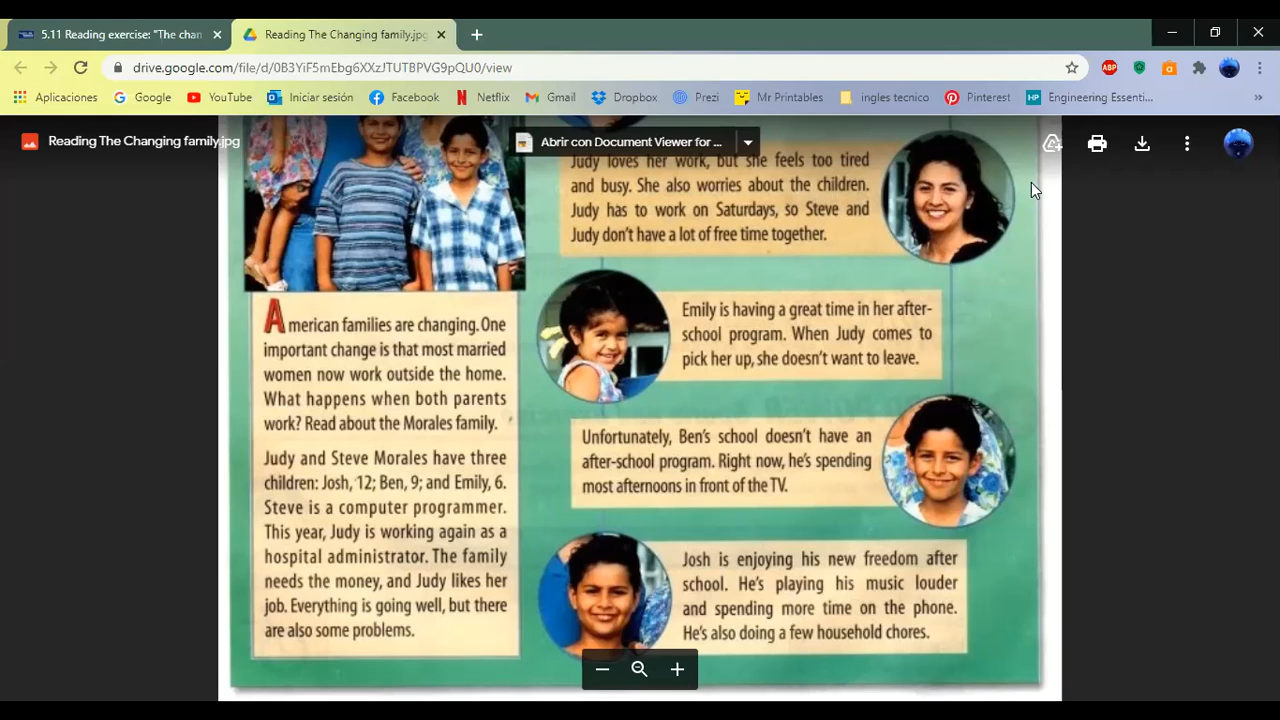 5.11 Reading exercise: "The chan
Reading The Changing family.jpg
drive.google.com/file/d/0B3YiF5mEbg6XXzJTUTBPVG9pQU0/view
ABP
Aplicaciones Google YouTube Iniciar sesión Facebook Netflix Gmail Dropbox Prezi Mr Printables ingles tecnico Pinterest HP Engineering Essenti...
Reading The Changing family.jpg
Abrir con Document Viewer for ...
Judy loves her work, but she feels too tired
and busy. She also worries about the children.
Judy has to work on Saturdays, so Steve and
Judy don't have a lot of free time together.
American families are changing. One
important change is that most married
women now work outside the home.
What happens when both parents
work? Read about the Morales family.
Judy and Steve Morales have three
children: Josh, 12; Ben, 9; and Emily, 6.
Steve is a computer programmer.
This year, Judy is working again as a
hospital administrator. The family
needs the money, and Judy likes her
job. Everything is going well, but there
are also some problems.
Emily is having a great time in her after-
school program. When Judy comes to
pick her up, she doesn't want to leave.
Unfortunately, Ben's school doesn't have an
after-school program. Right now, he's spending
most afternoons in front of the TV.
Josh is enjoying his new freedom after
school. He's playing his music louder
and spending more time on the phone.
He's also doing a few household chores.